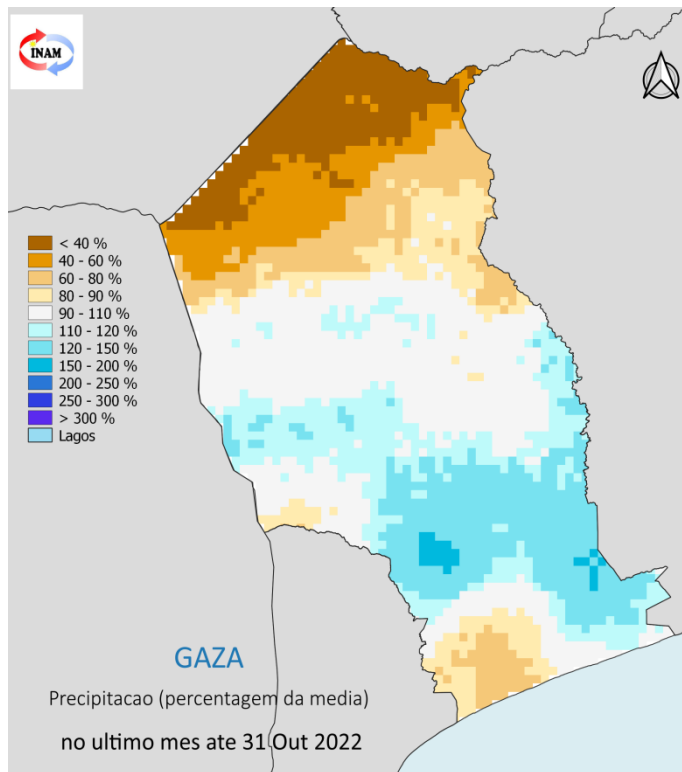 INAM
< 40 %
40 - 60 %
60 - 80 %
80 - 90 %
90 - 110 %
110 - 120 %
120 - 150 %
150 - 200 %
200 - 250 %
250 - 300 %
> 300 %
Lagos
GAZA
Precipitacao (percentagem da media)
no ultimo mes ate 31 Out 2022